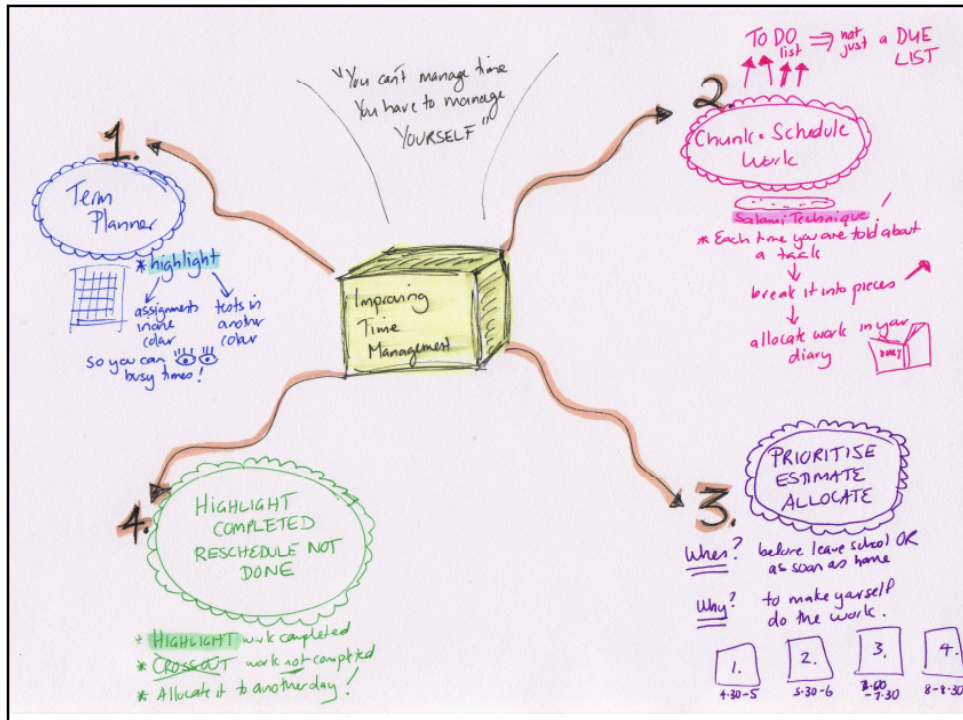 "You can't manage time
You have to manage
YOURSELF"
Improving
Time
Management
1.
Term
Planner
* highlight
assignments
in one
colour
tests in
another
colour
so you can
busy times!
2.
TO DO list ⇒ not just a DUE
LIST
Chunk + Schedule
Work
Salami Technique!
* Each time you are told about
a task
break it into pieces
allocate work in your
diary
DIARY
3.
PRIORITISE
ESTIMATE
ALLOCATE
When? before leave school OR
as soon as home
Why? to make yourself
do the work.
1. 2. 3. 4.
4.30-5 5.30-6 -7.30 8-8.30
4.
HIGHLIGHT
COMPLETED
RESCHEDULE NOT
DONE
* HIGHLIGHT work completed
* CROSS OUT work not completed
* Allocate it to another day!